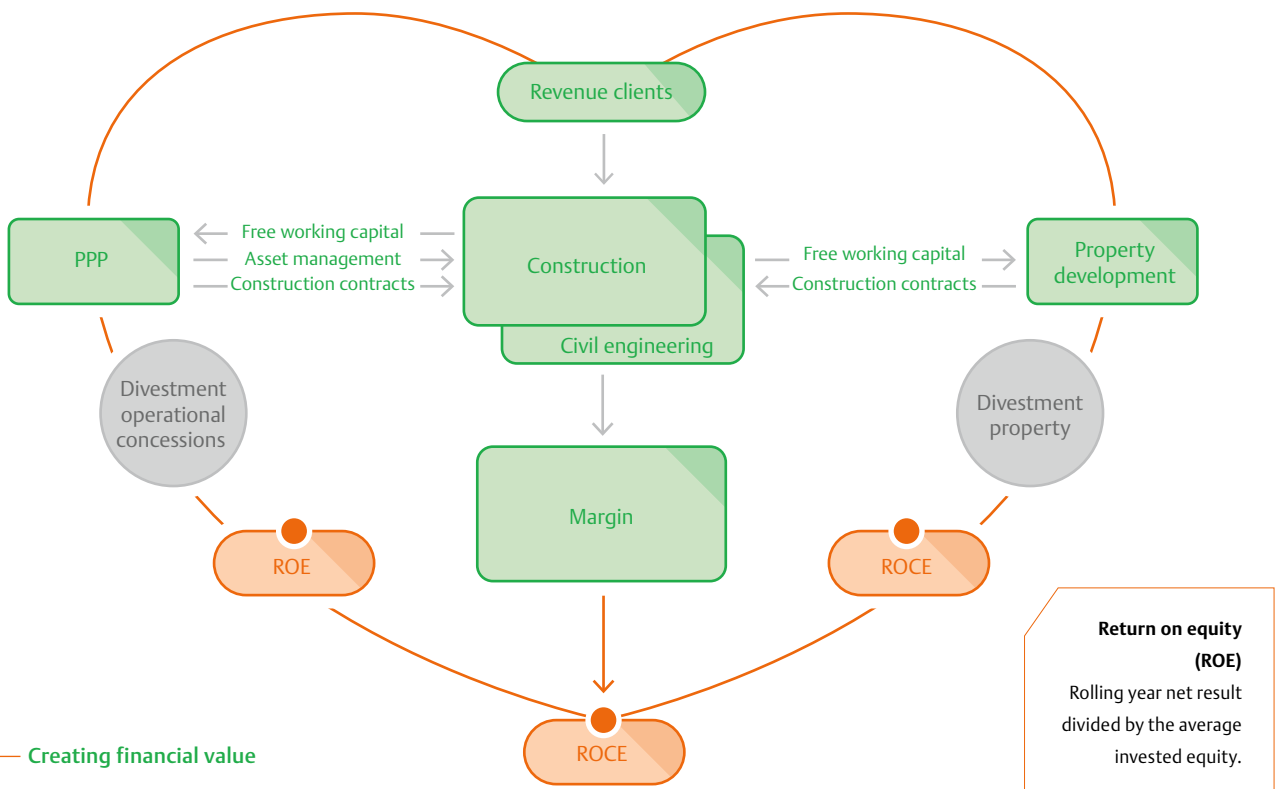 Revenue clients
PPP
Free working capital
Asset management
Construction contracts
Construction
Civil engineering
Free working capital
Construction contracts
Property
development
Divestment
operational
concessions
Divestment
property
Margin
ROE
ROCE
ROCE
Creating financial value
Return on equity
(ROE)
Rolling year net result
divided by the average
invested equity.